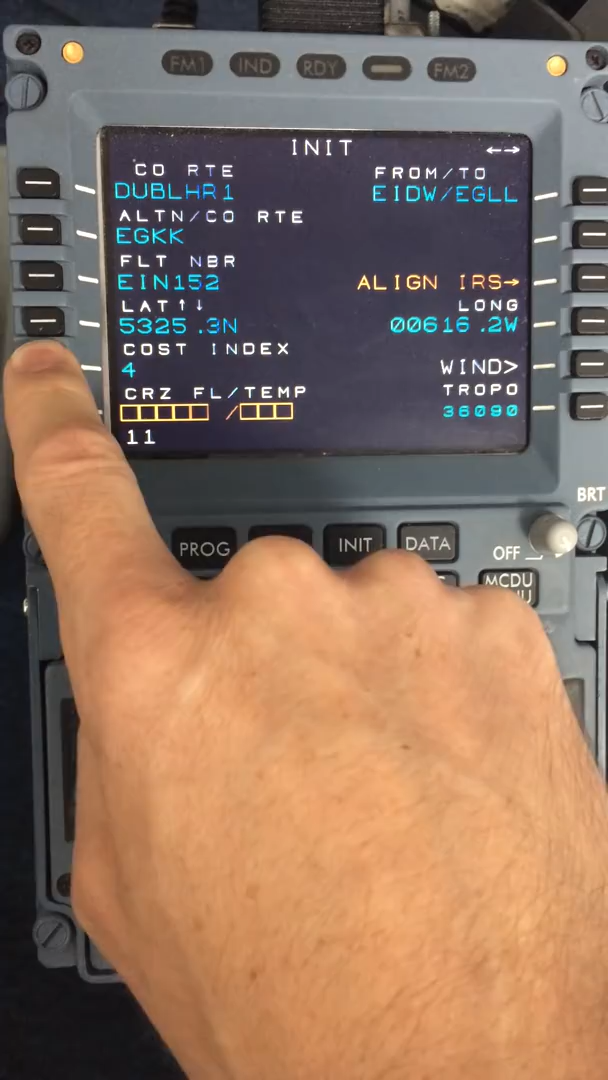 FM1 IND RDY FM2
INIT ←→
CO RTE FROM/TO
DUBLHR1 EIDW/EGLL
ALTN/CO RTE
EGKK
FLT NBR
EIN152 ALIGN IRS→
LAT↑↓ LONG
5325.3N 00616.2W
COST INDEX
4 WIND>
CRZ FL/TEMP TROPO
/ 36090
11
BRT
PROG INIT DATA OFF
MCDU